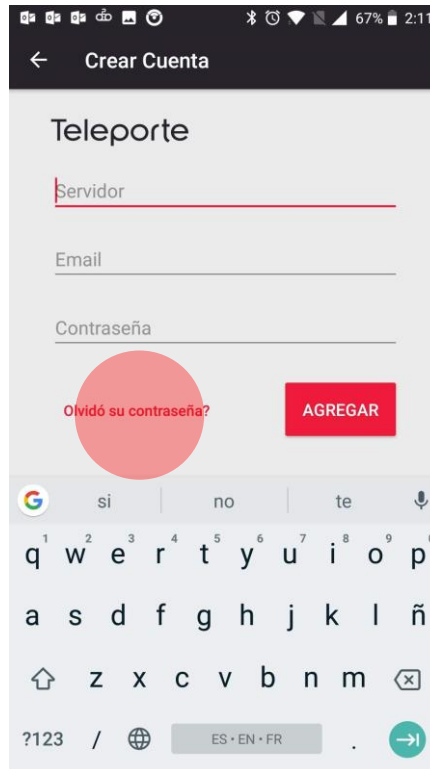 67% 2:11
Crear Cuenta
Teleporte
Servidor
Email
Contraseña
Olvidó su contraseña?
AGREGAR
G si no te
1 2 3 4 5 6 7 8 9
q w e r t y u i o p
a s d f g h j k l ñ
z x c v b n m
?123 / ES • EN • FR .